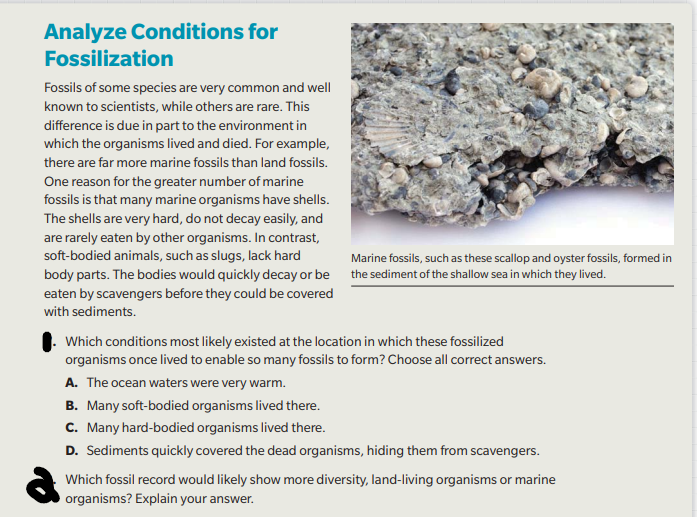 Analyze Conditions for
Fossilization
Fossils of some species are very common and well
known to scientists, while others are rare. This
difference is due in part to the environment in
which the organisms lived and died. For example,
there are far more marine fossils than land fossils.
One reason for the greater number of marine
fossils is that many marine organisms have shells.
The shells are very hard, do not decay easily, and
are rarely eaten by other organisms. In contrast,
soft-bodied animals, such as slugs, lack hard
body parts. The bodies would quickly decay or be
eaten by scavengers before they could be covered
with sediments.
Marine fossils, such as these scallop and oyster fossils, formed in
the sediment of the shallow sea in which they lived.
1. Which conditions most likely existed at the location in which these fossilized
organisms once lived to enable so many fossils to form? Choose all correct answers.
A. The ocean waters were very warm.
B. Many soft-bodied organisms lived there.
C. Many hard-bodied organisms lived there.
D. Sediments quickly covered the dead organisms, hiding them from scavengers.
2. Which fossil record would likely show more diversity, land-living organisms or marine
organisms? Explain your answer.